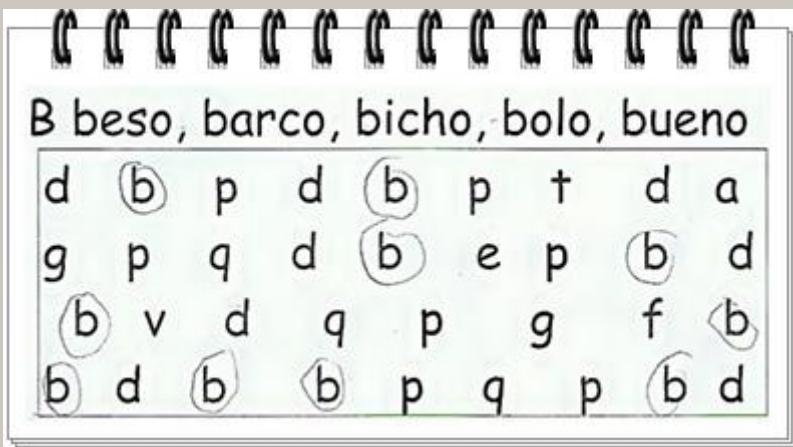 B beso, barco, bicho, bolo, bueno
d b p d b p t d a
g p q d b e p b d
b v d q p g f b
b d b b p q p b d